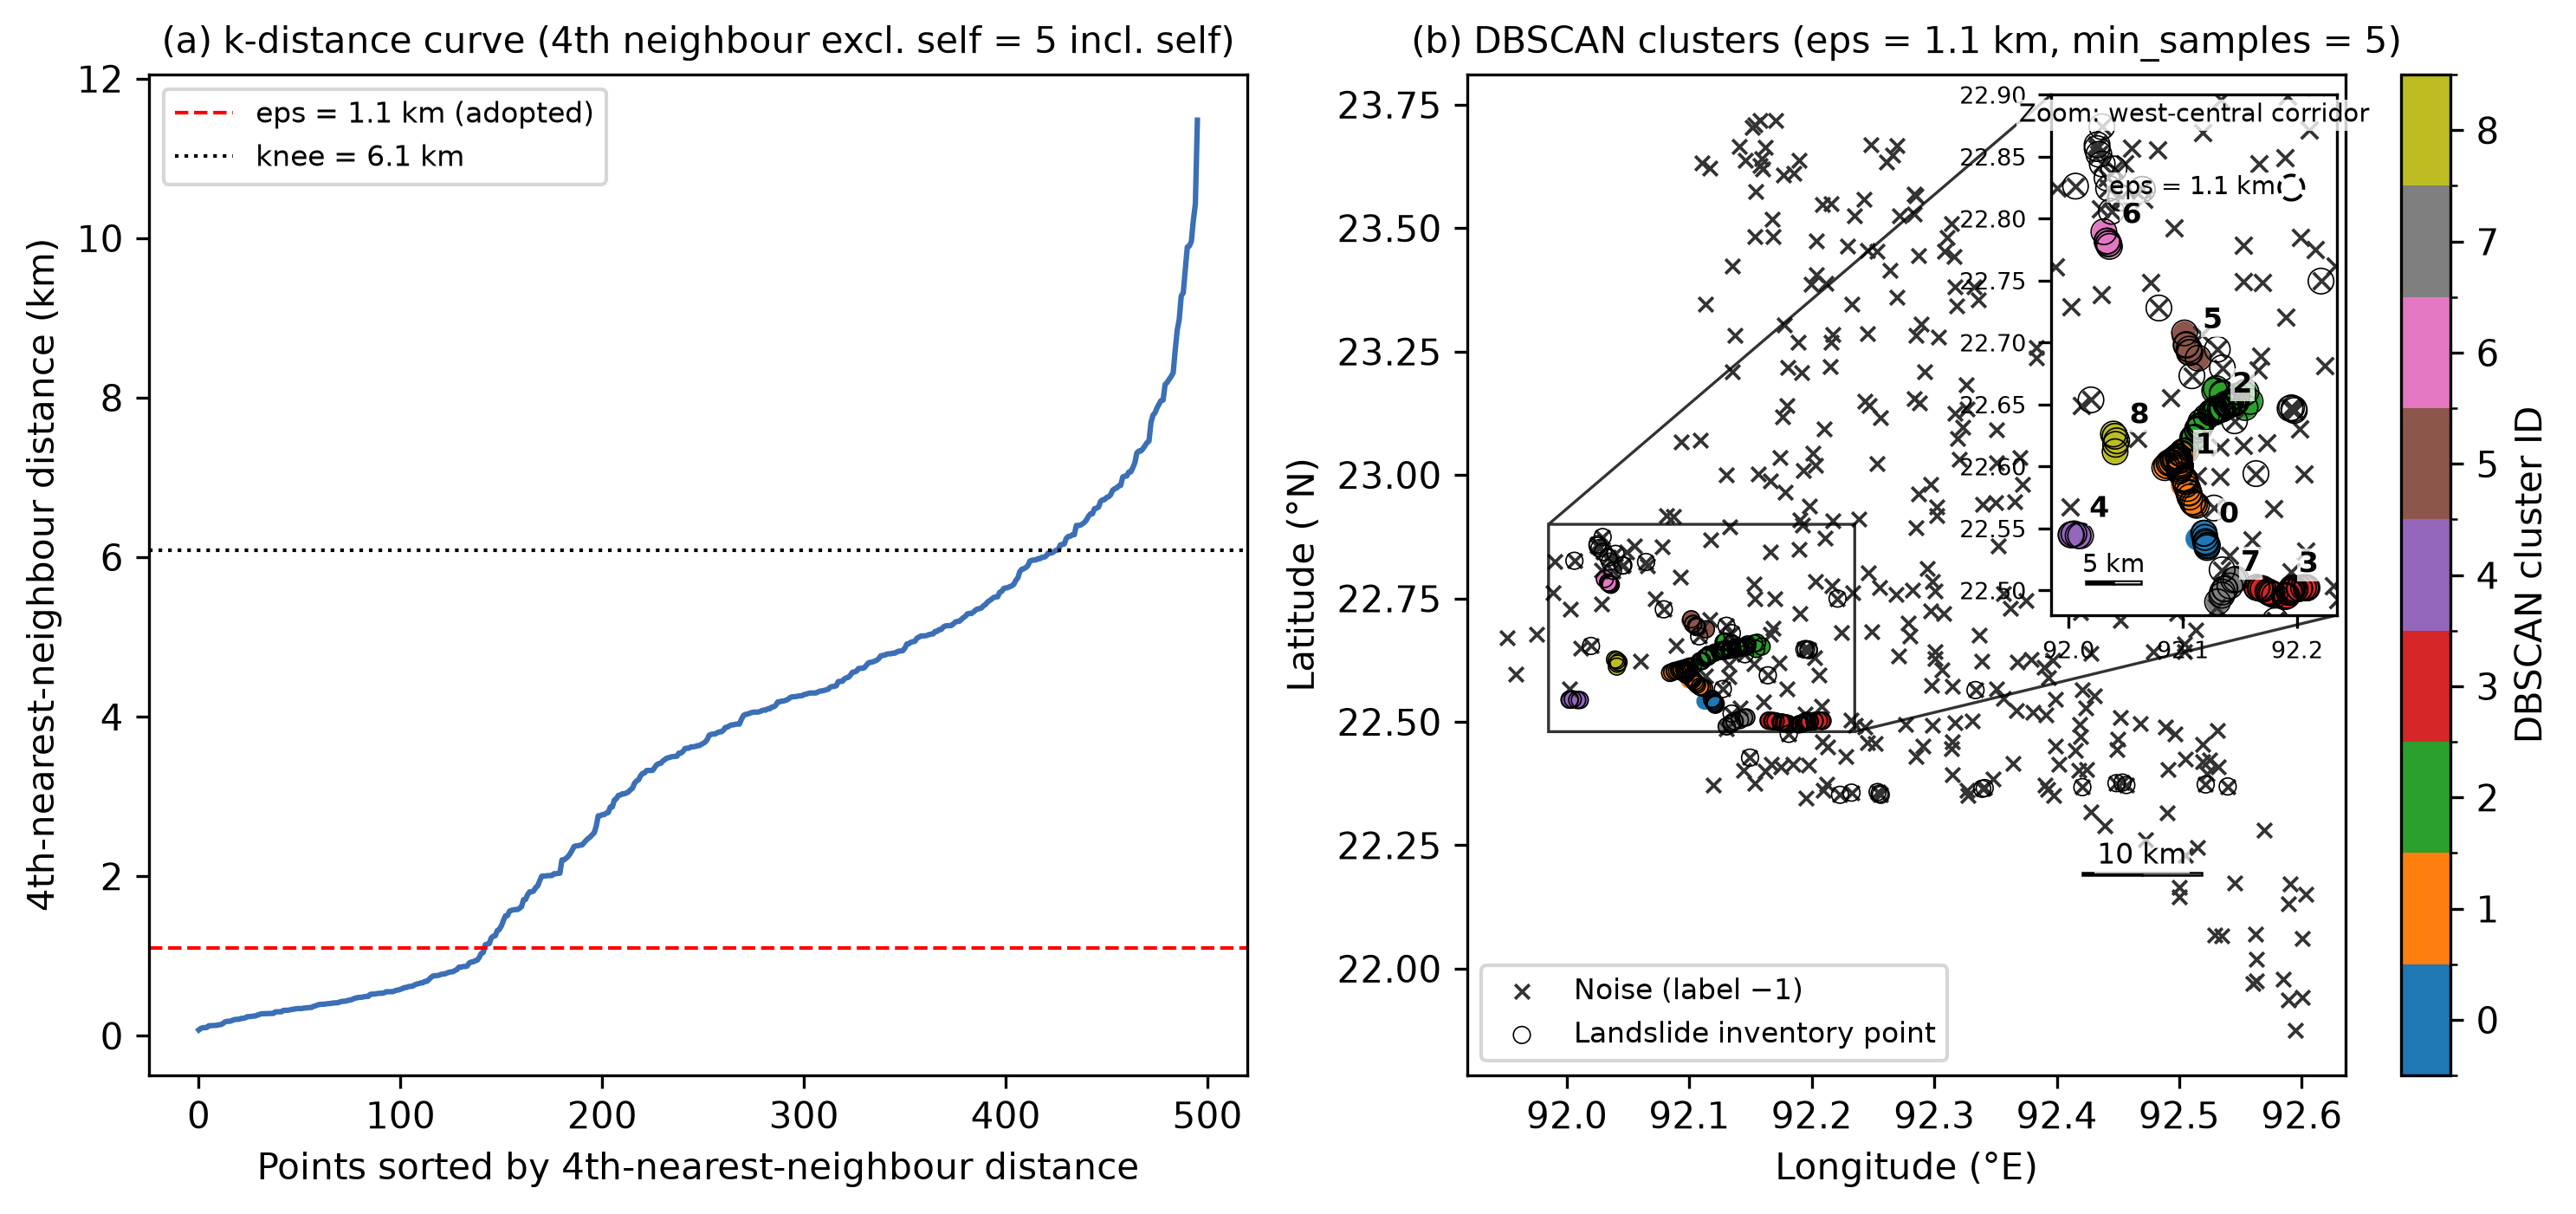 (a) k-distance curve (4th neighbour excl. self = 5 incl. self)
12
10
8
6
4
2
0
4th-nearest-neighbour distance (km)
eps = 1.1 km (adopted)
knee = 6.1 km
0 100 200 300 400 500
Points sorted by 4th-nearest-neighbour distance
(b) DBSCAN clusters (eps = 1.1 km, min_samples = 5)
23.75
23.50
23.25
23.00
22.75
22.50
22.25
22.00
Latitude (°N)
22.90
22.85
22.80
22.75
22.70
22.65
22.60
22.55
22.50
Zoom: west-central corridor
eps = 1.1 km
6
5
2
8
1
4
0
7
3
5 km
92.0 92.1 92.2
10 km
Noise (label −1)
Landslide inventory point
92.0 92.1 92.2 92.3 92.4 92.5 92.6
Longitude (°E)
8
7
6
5
4
3
2
1
0
DBSCAN cluster ID